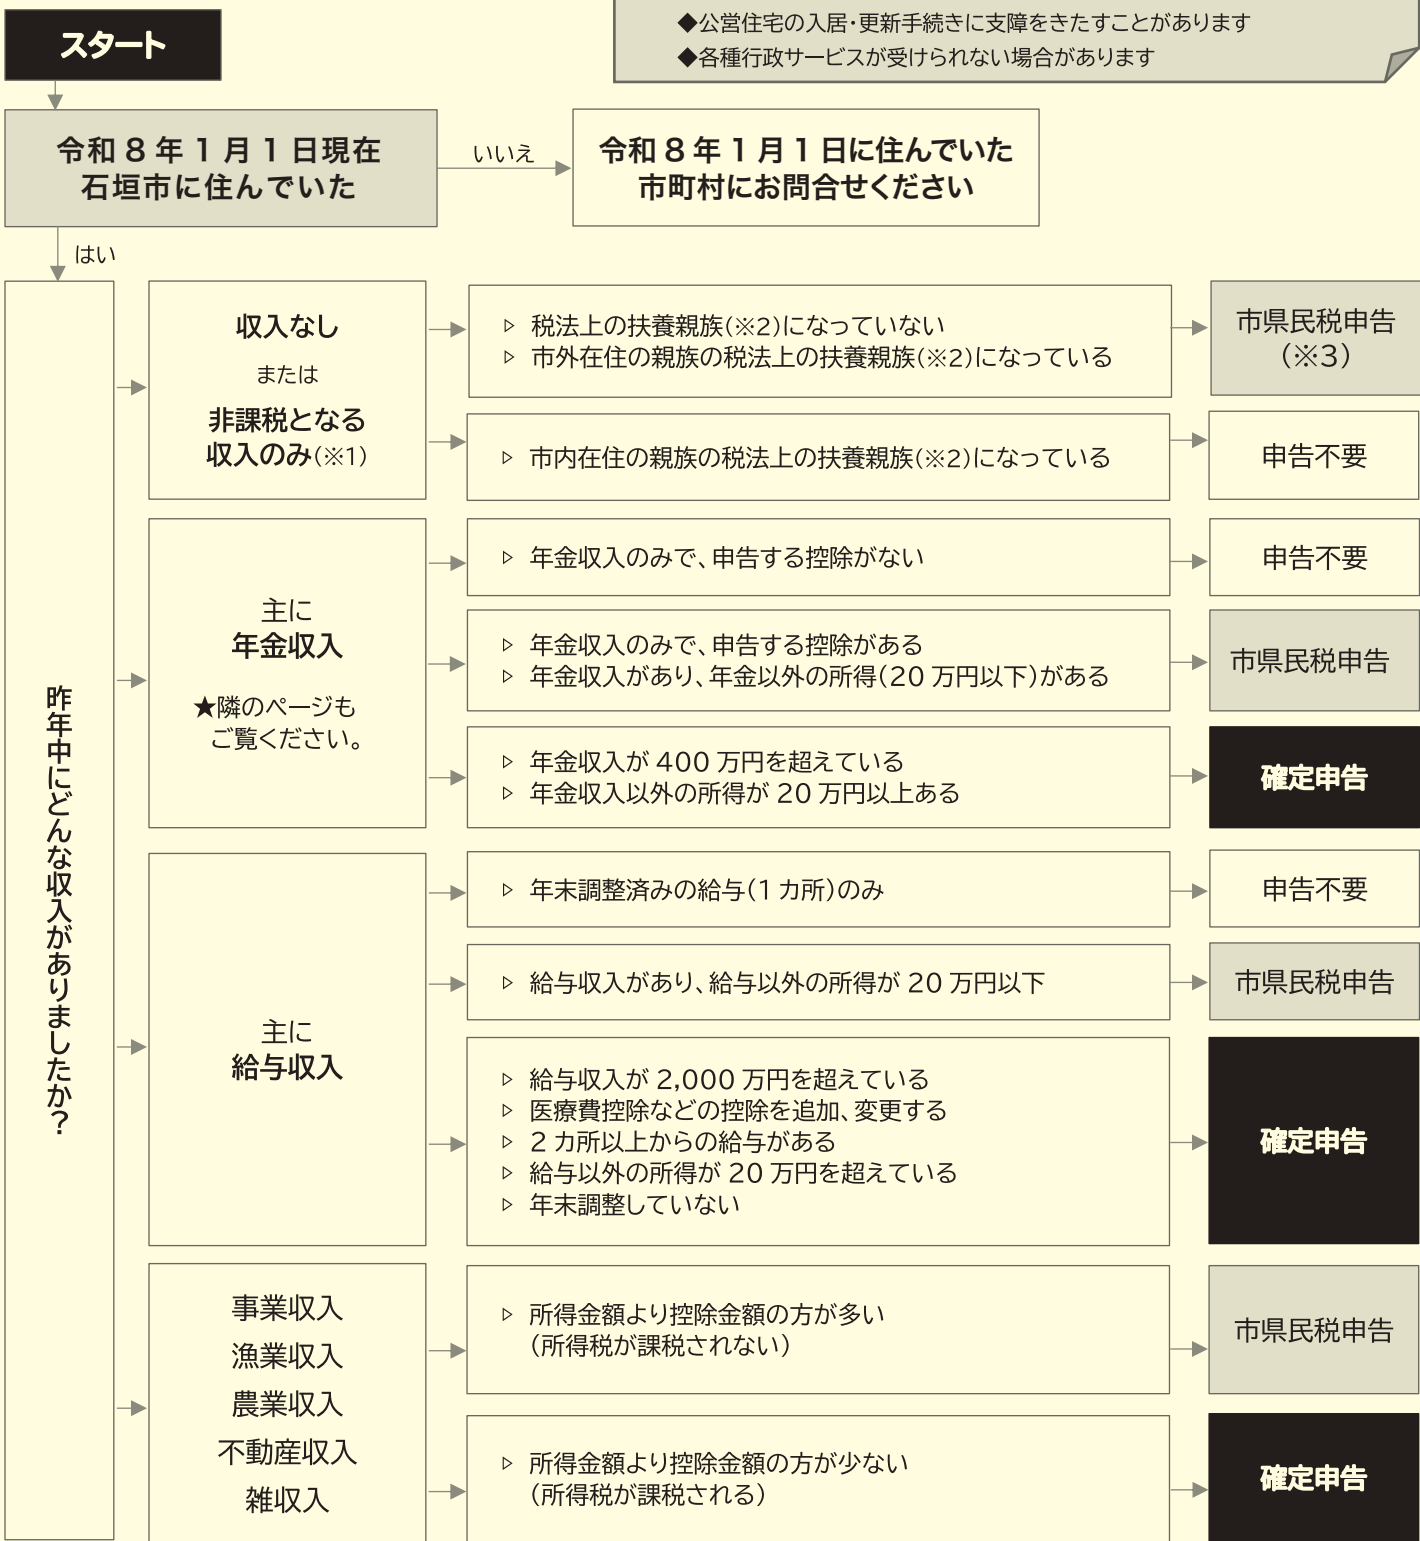 ◆公営住宅の入居・更新手続きに支障をきたすことがあります
◆各種行政サービスが受けられない場合があります
スタート
令和8年1月1日現在
石垣市に住んでいた
いいえ
令和8年1月1日に住んでいた
市町村にお問合せください
はい
昨年中にどんな収入がありましたか？
収入なし
または
非課税となる
収入のみ(※1)
▷ 税法上の扶養親族(※2)になっていない
▷ 市外在住の親族の税法上の扶養親族(※2)になっている
市県民税申告
(※3)
▷ 市内在住の親族の税法上の扶養親族(※2)になっている
申告不要
主に
年金収入
★隣のページも
ご覧ください。
▷ 年金収入のみで、申告する控除がない
申告不要
▷ 年金収入のみで、申告する控除がある
▷ 年金収入があり、年金以外の所得(20万円以下)がある
市県民税申告
▷ 年金収入が400万円を超えている
▷ 年金収入以外の所得が20万円以上ある
確定申告
主に
給与収入
▷ 年末調整済みの給与(1カ所)のみ
申告不要
▷ 給与収入があり、給与以外の所得が20万円以下
市県民税申告
▷ 給与収入が2,000万円を超えている
▷ 医療費控除などの控除を追加、変更する
▷ 2カ所以上からの給与がある
▷ 給与以外の所得が20万円を超えている
▷ 年末調整していない
確定申告
事業収入
漁業収入
農業収入
不動産収入
雑収入
▷ 所得金額より控除金額の方が多い
(所得税が課税されない)
市県民税申告
▷ 所得金額より控除金額の方が少ない
(所得税が課税される)
確定申告